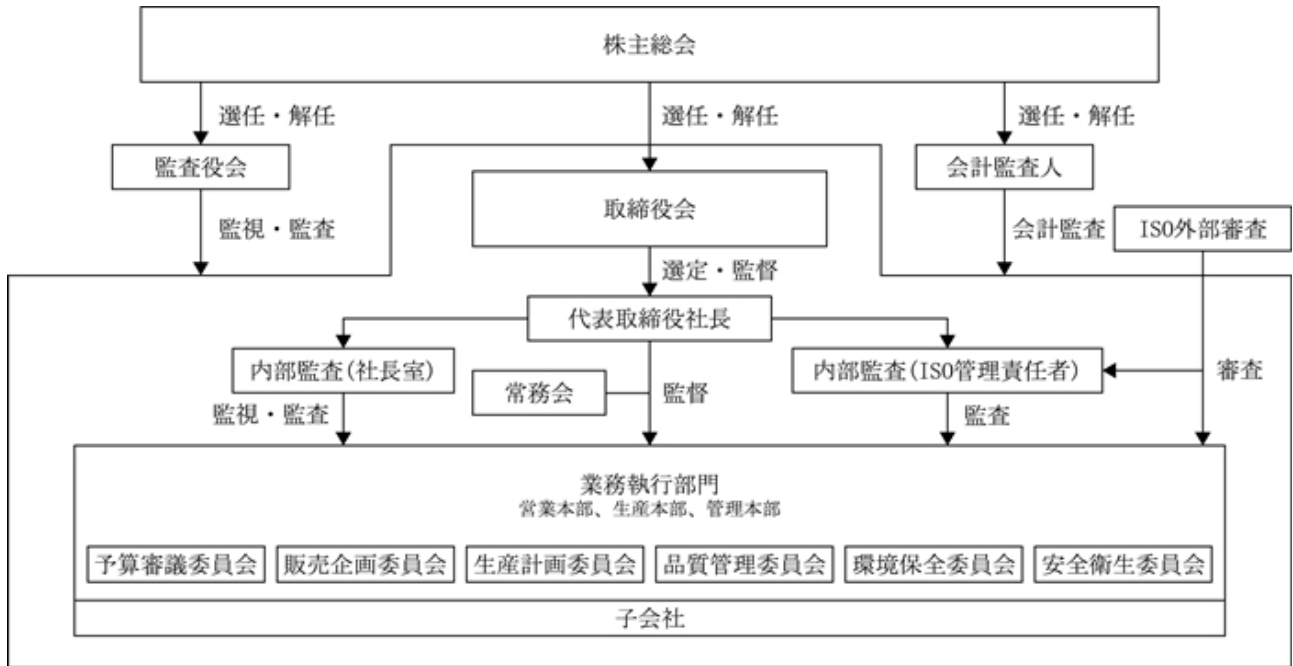 株主総会
選任・解任
選任・解任
選任・解任
監査役会
会計監査人
取締役会
監視・監査
会計監査
ISO外部審査
選定・監督
代表取締役社長
内部監査(社長室)
内部監査(ISO管理責任者)
審査
常務会
監督
監視・監査
監査
業務執行部門
営業本部、生産本部、管理本部
予算審議委員会
販売企画委員会
生産計画委員会
品質管理委員会
環境保全委員会
安全衛生委員会
子会社